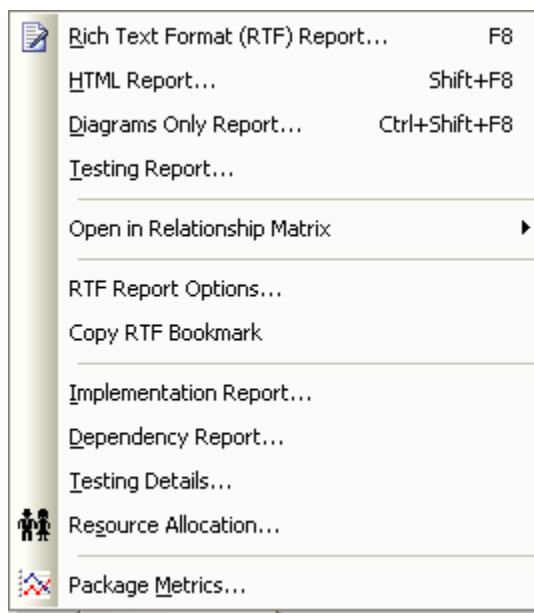 Rich Text Format (RTF) Report... F8
HTML Report... Shift+F8
Diagrams Only Report... Ctrl+Shift+F8
Testing Report...
Open in Relationship Matrix
RTF Report Options...
Copy RTF Bookmark
Implementation Report...
Dependency Report...
Testing Details...
Resource Allocation...
Package Metrics...